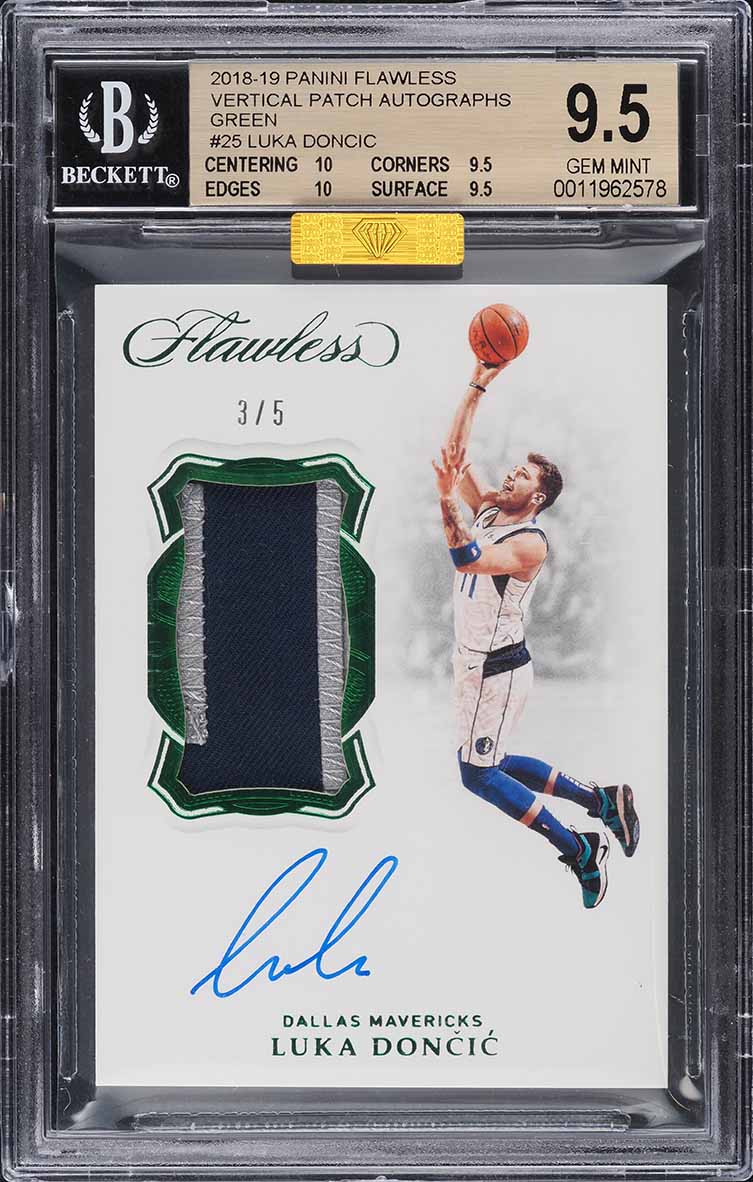 2018-19 PANINI FLAWLESS
VERTICAL PATCH AUTOGRAPHS
GREEN
#25 LUKA DONCIC
CENTERING 10 CORNERS 9.5
EDGES 10 SURFACE 9.5
B
BECKETT®
9.5
GEM MINT
0011962578
Flawless
3/5
11
DALLAS MAVERICKS
LUKA DONČIĆ